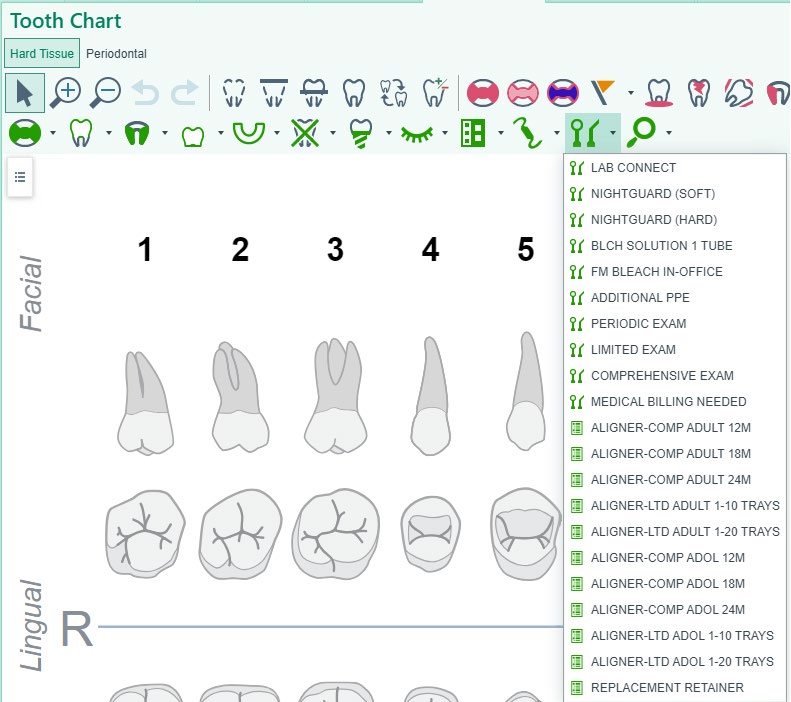 Tooth Chart
Hard Tissue Periodontal
LAB CONNECT
NIGHTGUARD (SOFT)
NIGHTGUARD (HARD)
BLCH SOLUTION 1 TUBE
FM BLEACH IN-OFFICE
ADDITIONAL PPE
PERIODIC EXAM
LIMITED EXAM
COMPREHENSIVE EXAM
MEDICAL BILLING NEEDED
ALIGNER-COMP ADULT 12M
ALIGNER-COMP ADULT 18M
ALIGNER-COMP ADULT 24M
ALIGNER-LTD ADULT 1-10 TRAYS
ALIGNER-LTD ADULT 1-20 TRAYS
ALIGNER-COMP ADOL 12M
ALIGNER-COMP ADOL 18M
ALIGNER-COMP ADOL 24M
ALIGNER-LTD ADOL 1-10 TRAYS
ALIGNER-LTD ADOL 1-20 TRAYS
REPLACEMENT RETAINER
1 2 3 4 5
Facial
Lingual
R